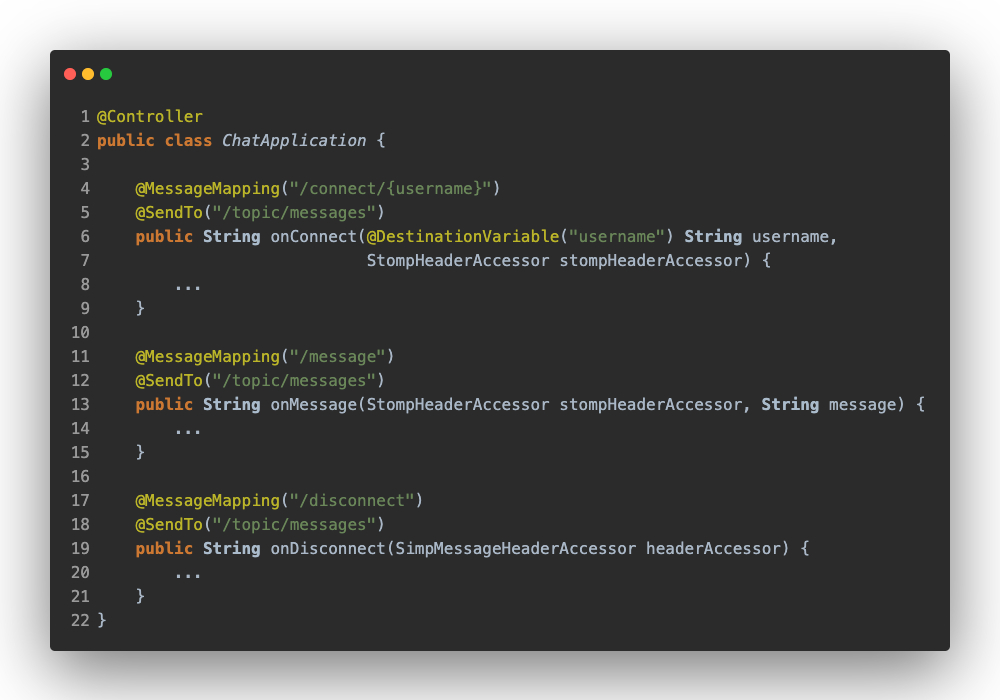 1 @Controller
2 public class ChatApplication {
3
4     @MessageMapping("/connect/{username}")
5     @SendTo("/topic/messages")
6     public String onConnect(@DestinationVariable("username") String username,
7                             StompHeaderAccessor stompHeaderAccessor) {
8         ...
9     }
10
11     @MessageMapping("/message")
12     @SendTo("/topic/messages")
13     public String onMessage(StompHeaderAccessor stompHeaderAccessor, String message) {
14         ...
15     }
16
17     @MessageMapping("/disconnect")
18     @SendTo("/topic/messages")
19     public String onDisconnect(SimpMessageHeaderAccessor headerAccessor) {
20         ...
21     }
22 }